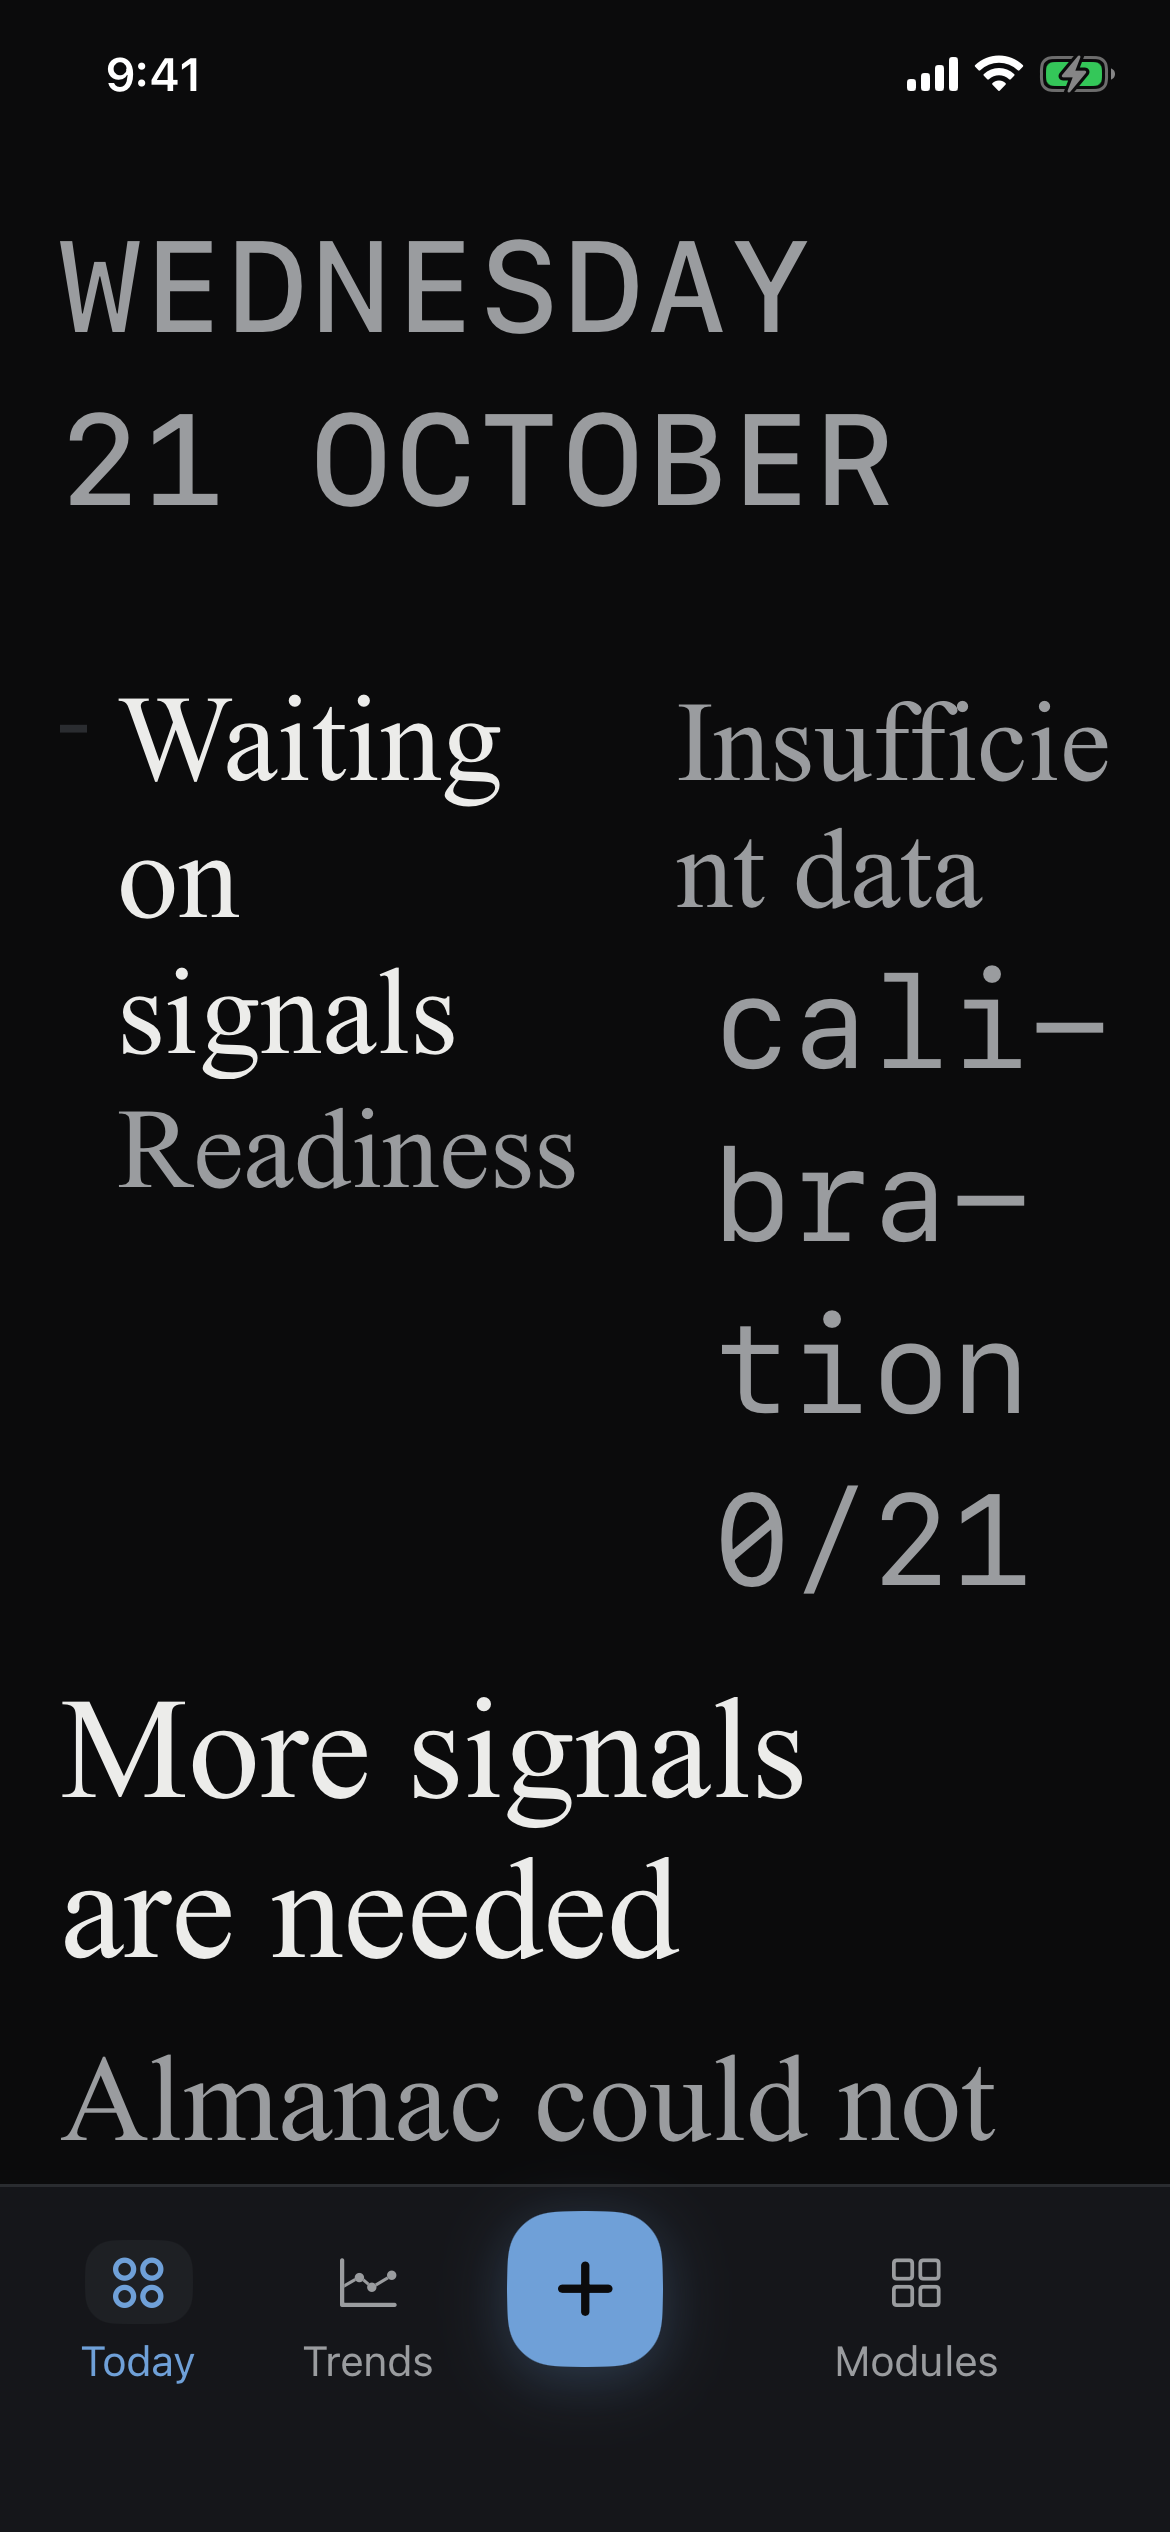 9:41
WEDNESDAY
21 OCTOBER
-
Waiting
on
signals
Readiness
Insufficie
nt data
cali-
bra-
tion
0/21
More signals
are needed
Almanac could not
Today
Trends
Modules